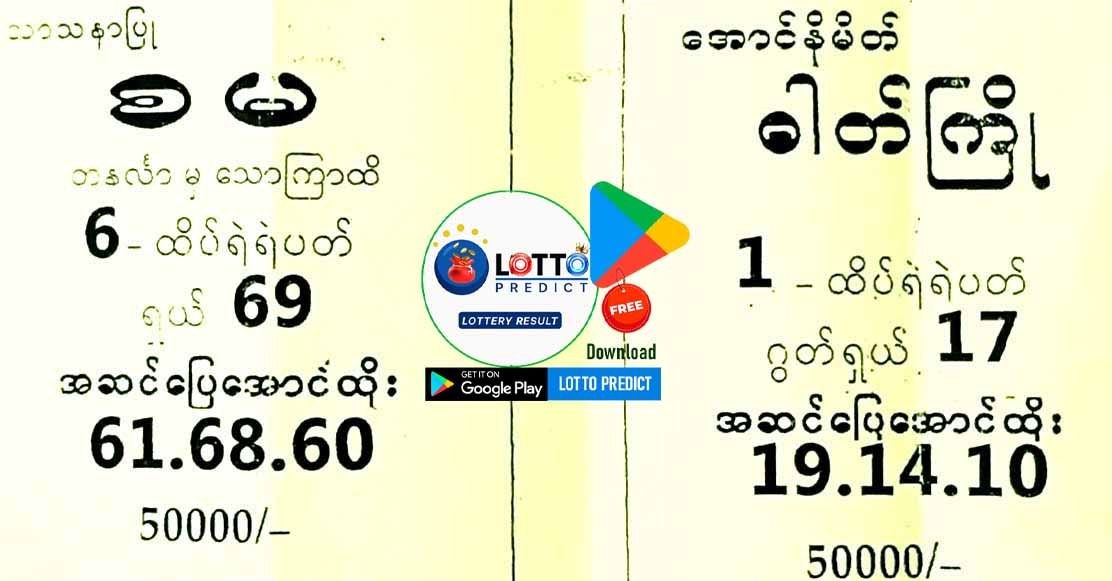 သာသနာပြု
စမ
တနင်္လာ မှ သောကြာထိ
6 - ထိပ်ရဲရဲပတ်
ရှယ် 69
အဆင်ပြေအောင်ထိုး
61.68.60
50000/-
LOTTO
PREDICT
LOTTERY RESULT
FREE
Download
GET IT ON
Google Play
LOTTO PREDICT
အောင်နိမိတ်
ဓါတ်ကြို
1 - ထိပ်ရဲရဲပတ်
ဂွတ်ရှယ် 17
အဆင်ပြေအောင်ထိုး
19.14.10
50000/-